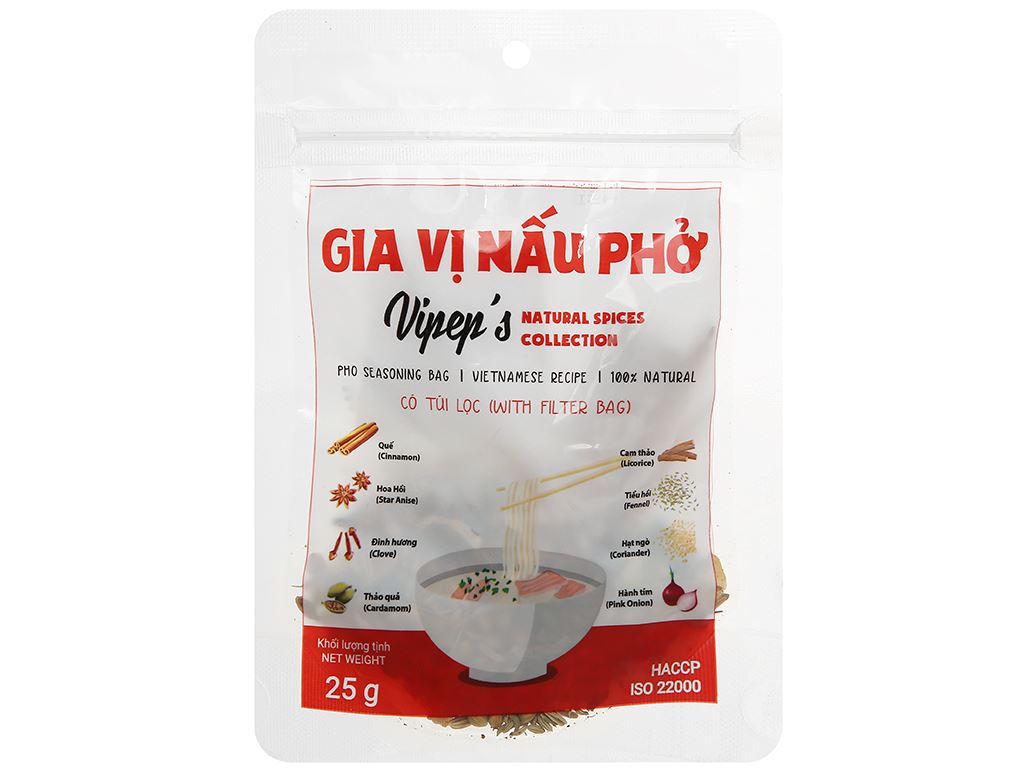 GIA VỊ NẤU PHỞ
Vipep's NATURAL SPICES
COLLECTION
PHO SEASONING BAG | VIETNAMESE RECIPE | 100% NATURAL
CÓ TÚI LỌC (WITH FILTER BAG)
Quế
(Cinnamon)
Hoa Hồi
(Star Anise)
Đinh hương
(Clove)
Thảo quả
(Cardamom)
Cam thảo
(Licorice)
Tiểu hồi
(Fennel)
Hạt ngò
(Coriander)
Hành tím
(Pink Onion)
Khối lượng tịnh
NET WEIGHT
25 g
HACCP
ISO 22000